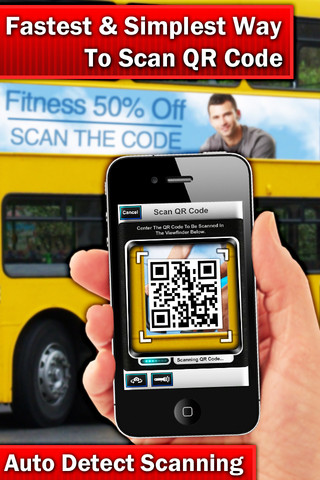 Fastest & Simplest Way
To Scan QR Code
Fitness 50% Off
SCAN THE CODE
Cancel
Scan QR Code
Center The QR Code To Be Scanned In
The Viewfinder Below.
Scanning QR Code...
Auto Detect Scanning